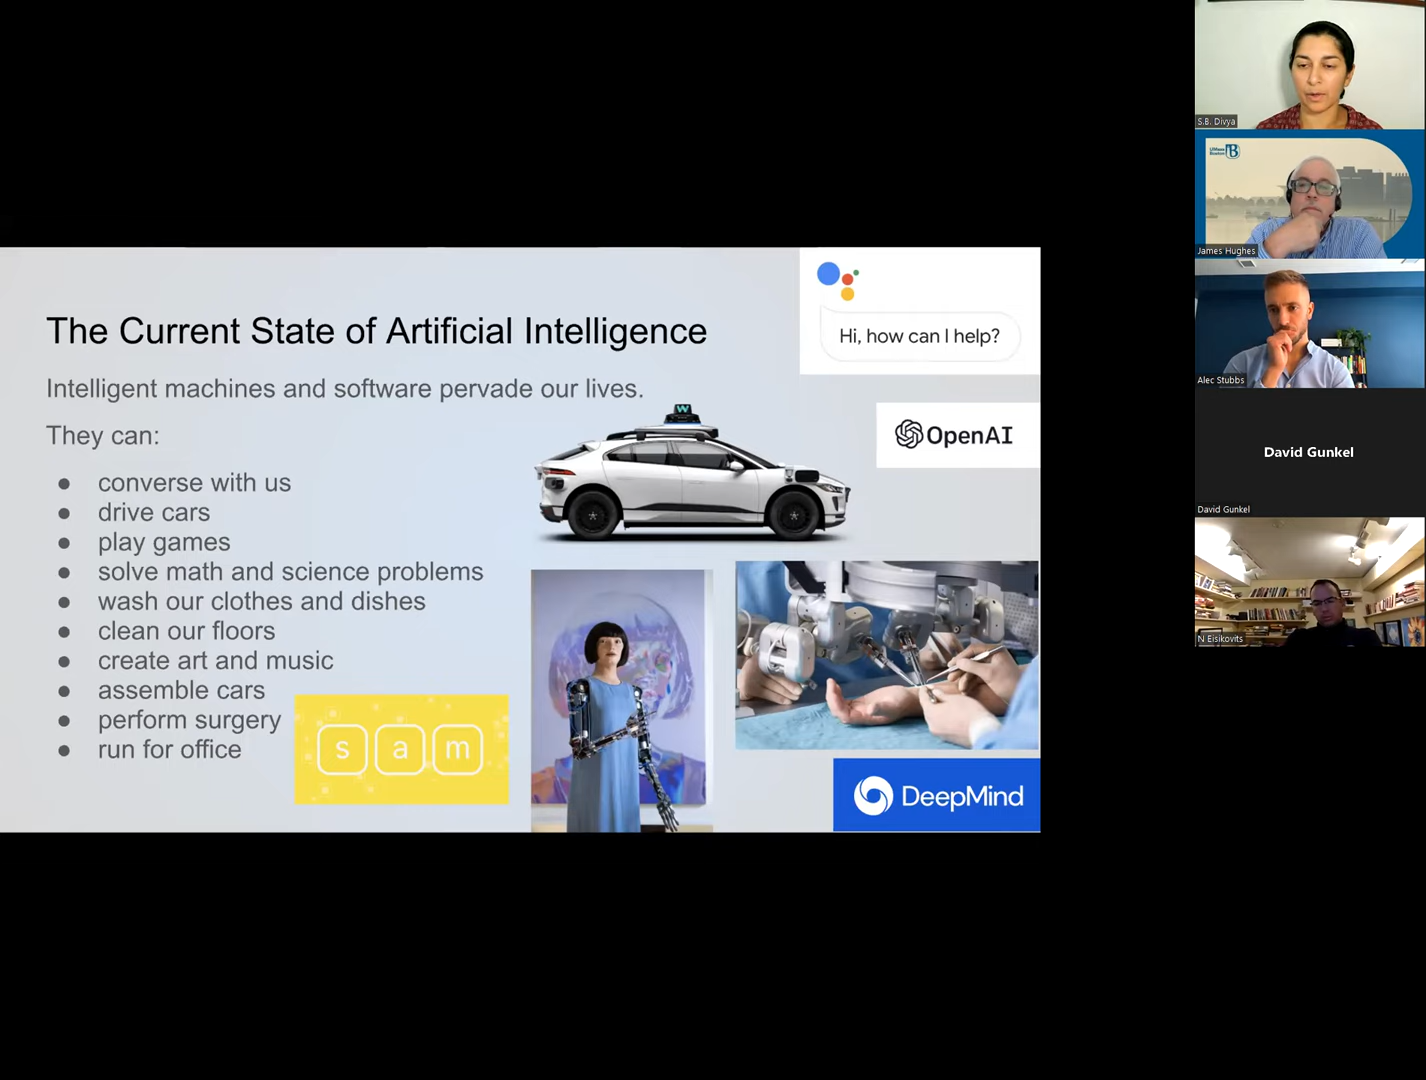 The Current State of Artificial Intelligence
Intelligent machines and software pervade our lives.
They can:
● converse with us
● drive cars
● play games
● solve math and science problems
● wash our clothes and dishes
● clean our floors
● create art and music
● assemble cars
● perform surgery
● run for office
sam
W
Hi, how can I help?
OpenAI
DeepMind
S.B. Divya
UMass
Boston
B
James Hughes
Alec Stubbs
David Gunkel
David Gunkel
N Eisikovits